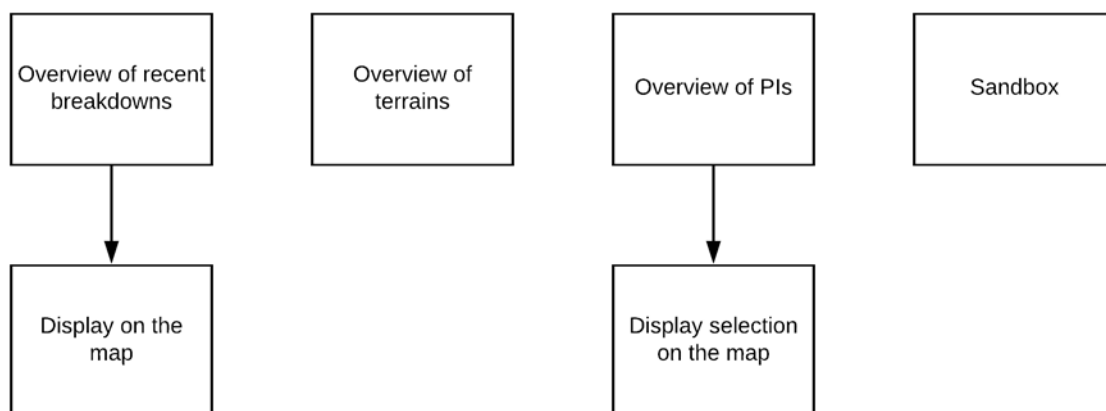 Overview of recent
breakdowns
Overview of
terrains
Overview of PIs
Sandbox
Display on the
map
Display selection
on the map